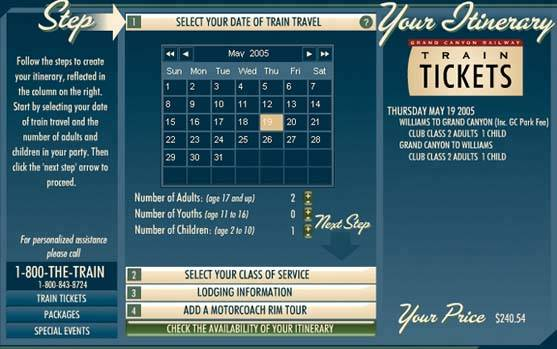 Step
Follow the steps to create
your itinerary, reflected in
the column on the right.
Start by selecting your date
of train travel and the
number of adults and
children in your party. Then
click the 'next step' arrow to
proceed.
For personalized assistance
please call
1-800-THE-TRAIN
1-800-843-8724
TRAIN TICKETS
PACKAGES
SPECIAL EVENTS
1 SELECT YOUR DATE OF TRAIN TRAVEL ?
May 2005
Sun Mon Tue Wed Thu Fri Sat
1 2 3 4 5 6 7
8 9 10 11 12 13 14
15 16 17 18 19 20 21
22 23 24 25 26 27 28
29 30 31
Number of Adults: (age 17 and up) 2
Number of Youths (age 11 to 16) 0
Number of Children: (age 2 to 10) 1
Next Step
2 SELECT YOUR CLASS OF SERVICE
3 LODGING INFORMATION
4 ADD A MOTORCOACH RIM TOUR
CHECK THE AVAILABILITY OF YOUR ITINERARY
Your Itinerary
GRAND CANYON RAILWAY
TRAIN
TICKETS
THURSDAY MAY 19 2005
WILLIAMS TO GRAND CANYON (Inc. GC Park Fee)
CLUB CLASS 2 ADULTS 1 CHILD
GRAND CANYON TO WILLIAMS
CLUB CLASS 2 ADULTS 1 CHILD
Your Price $240.54